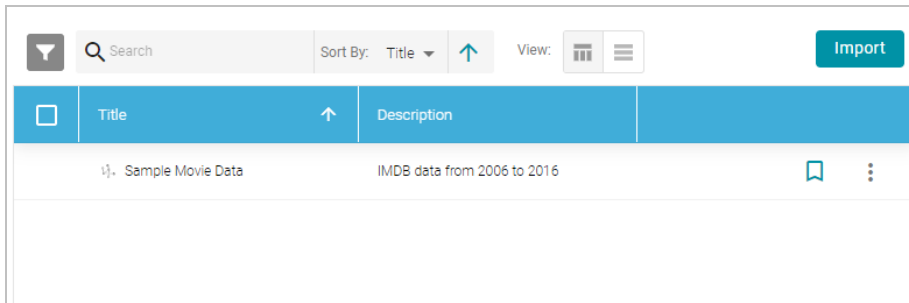 Search Sort By: Title View: Import
Title Description
Sample Movie Data IMDB data from 2006 to 2016